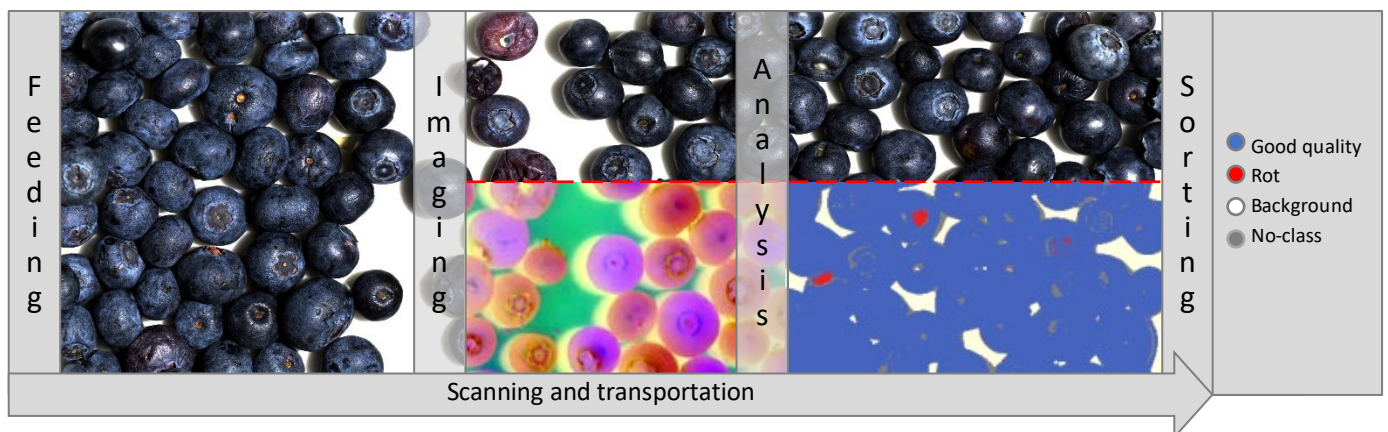 Feeding
Imaging
Analysis
Sorting
Good quality
Rot
Background
No-class
Scanning and transportation